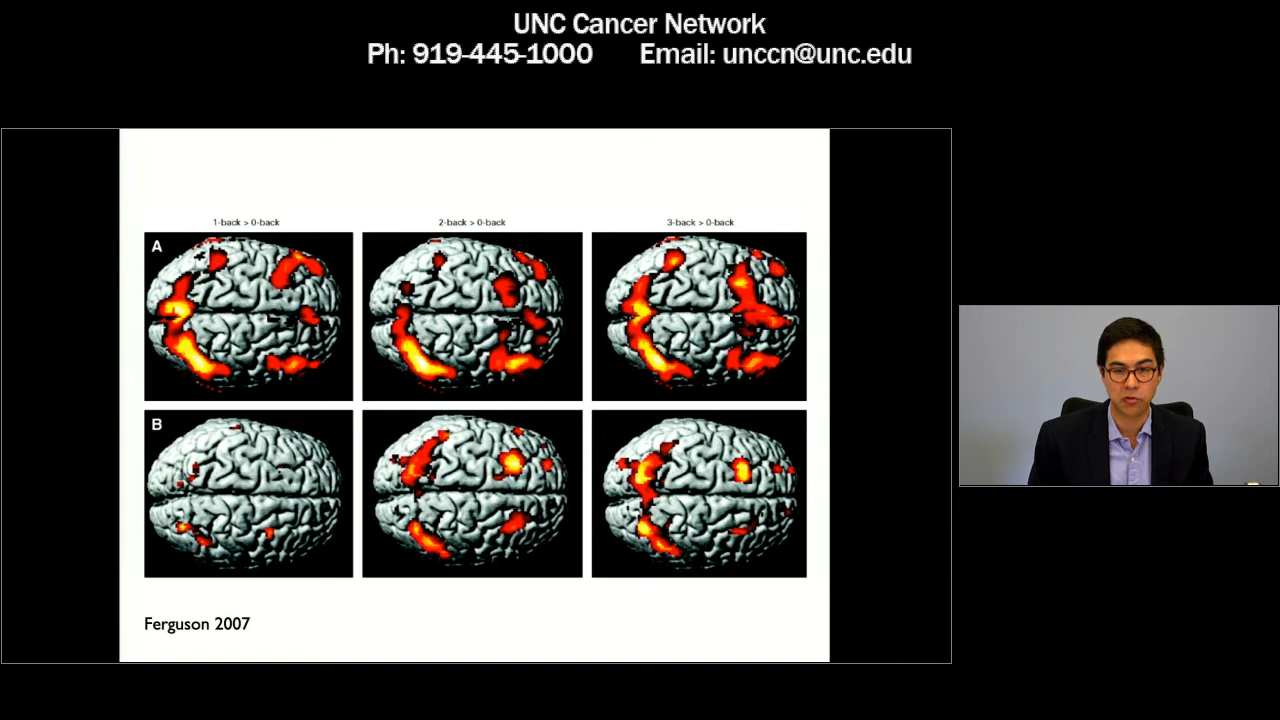 UNC Cancer Network
Ph: 919-445-1000 Email: unccn@unc.edu
1-back > 0-back
2-back > 0-back
3-back > 0-back
A
B
Ferguson 2007